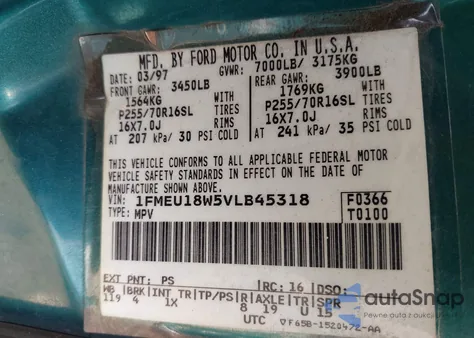 MFD. BY FORD MOTOR CO. IN U.S.A.
DATE: 03/97 GVWR: 7000LB/ 3175KG
FRONT GAWR: 3450LB REAR GAWR: 3900LB
1564KG WITH 1769KG WITH
P255/70R16SL TIRES P255/70R16SL TIRES
16X7.0J RIMS 16X7.0J RIMS
AT 207 kPa/ 30 PSI COLD AT 241 kPa/ 35 PSI COLD
THIS VEHICLE CONFORMS TO ALL APPLICABLE FEDERAL MOTOR
VEHICLE SAFETY STANDARDS IN EFFECT ON THE DATE OF
MANUFACTURE SHOWN ABOVE.
VIN: 1FMEU18W5VLB45318 F0366
TYPE: MPV T0100
EXT PNT: PS RC: 16 DSO:
WB BRK INT TR TP/PS R AXLE TR SPR
119 4 1X 8 19 U 15
UTC F65B-1520472-AA
autoSnap
Pewne auta z aukcji